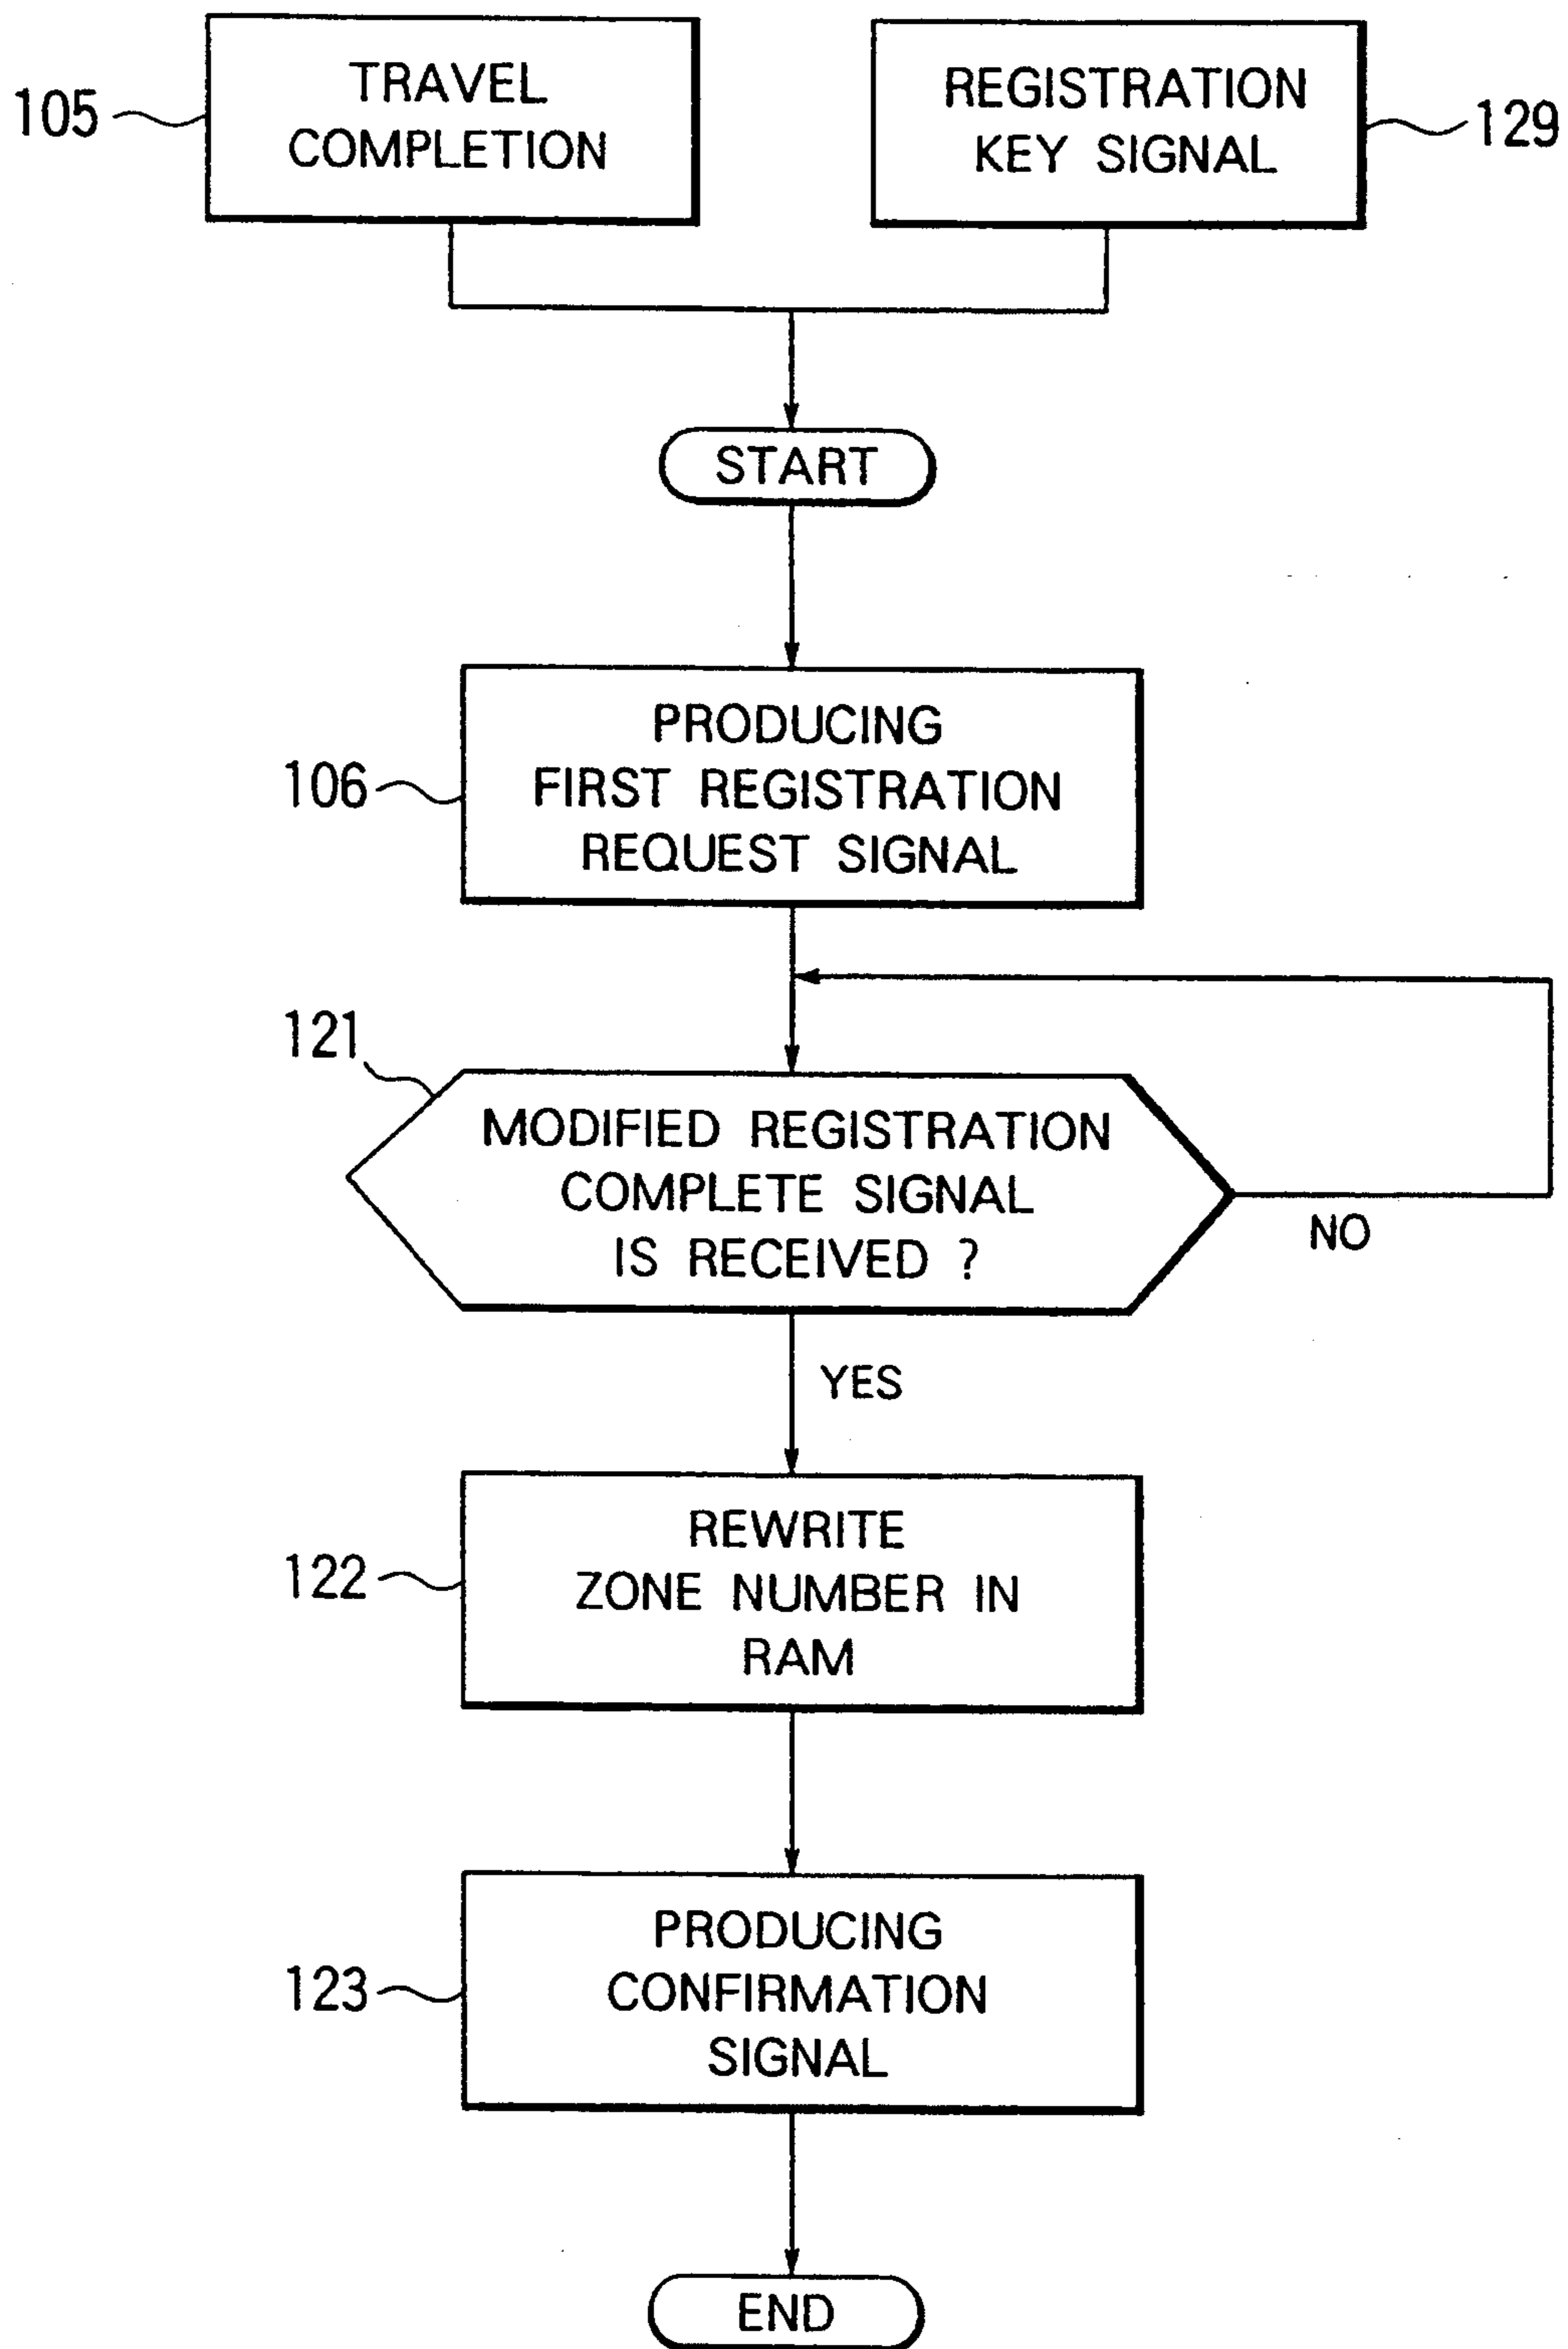 105
TRAVEL
COMPLETION
REGISTRATION
KEY SIGNAL
129
START
106
PRODUCING
FIRST REGISTRATION
REQUEST SIGNAL
121
MODIFIED REGISTRATION
COMPLETE SIGNAL
IS RECEIVED ?
NO
YES
122
REWRITE
ZONE NUMBER IN
RAM
123
PRODUCING
CONFIRMATION
SIGNAL
END